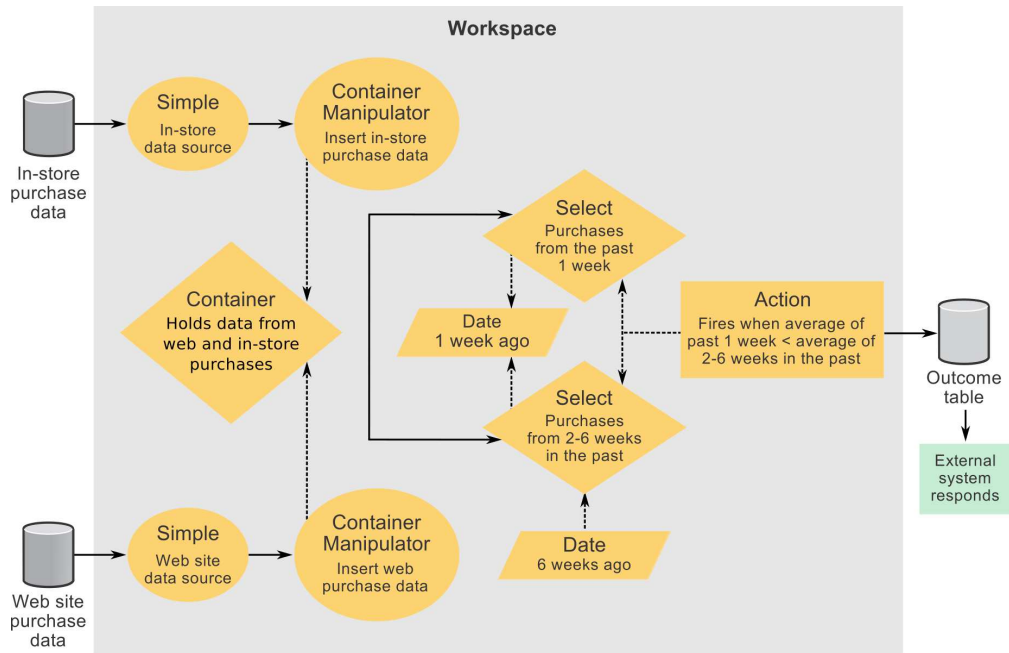 Workspace
Simple
In-store
data source
Container
Manipulator
Insert in-store
purchase data
In-store
purchase
data
Select
Purchases
from the past
1 week
Container
Holds data from
web and in-store
purchases
Date
1 week ago
Action
Fires when average of
past 1 week < average of
2-6 weeks in the past
Outcome
table
Select
Purchases
from 2-6 weeks
in the past
External
system
responds
Simple
Web site
data source
Container
Manipulator
Insert web
purchase data
Date
6 weeks ago
Web site
purchase
data